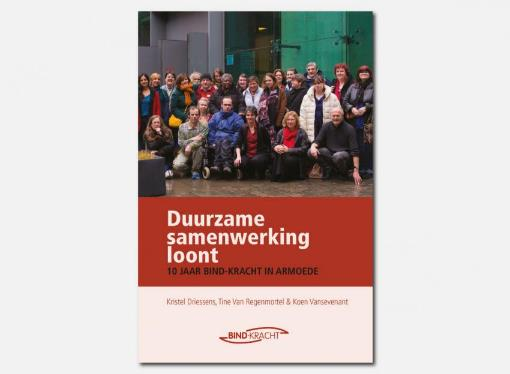 Duurzame
samenwerking
loont
10 JAAR BIND-KRACHT IN ARMOEDE
Kristel Driessens, Tine Van Regenmortel & Koen Vansevenant
BIND-KRACHT